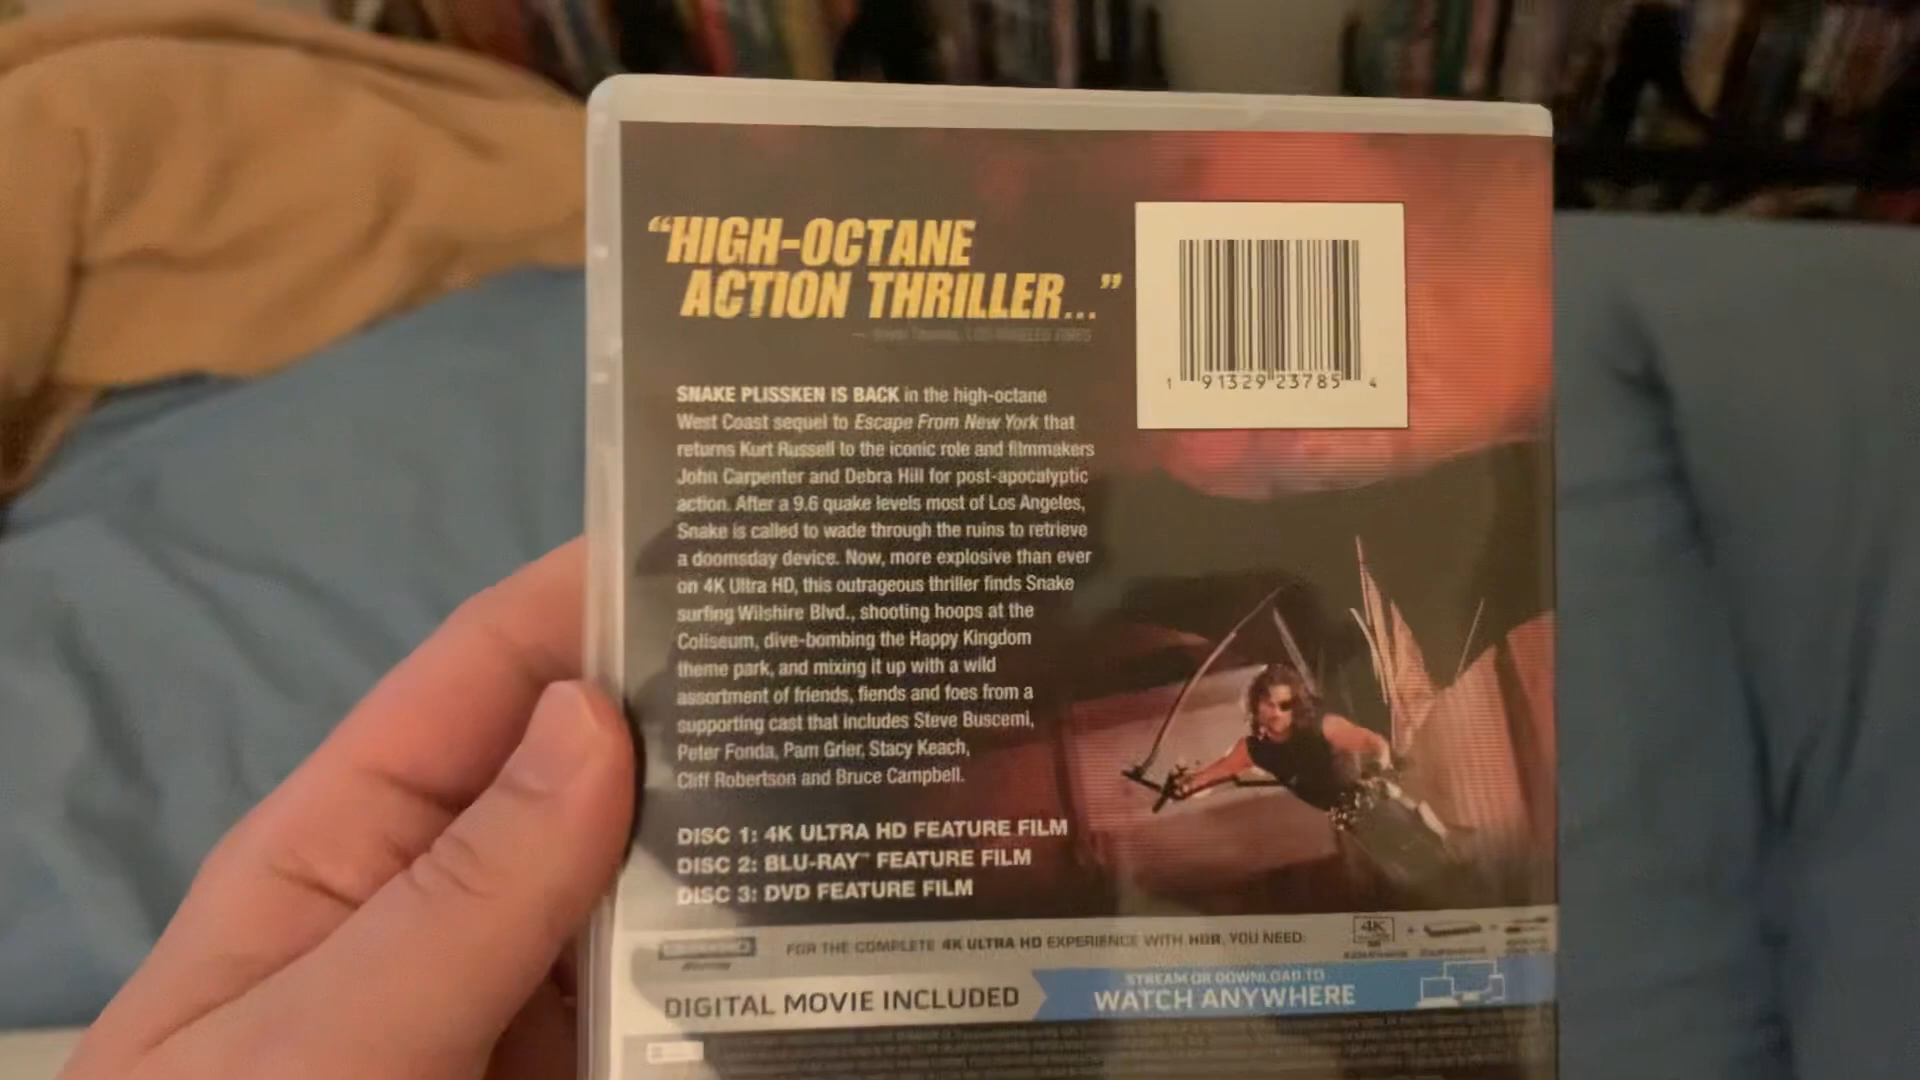 “HIGH-OCTANE
ACTION THRILLER...”
SNAKE PLISSKEN IS BACK in the high-octane
West Coast sequel to Escape From New York that
returns Kurt Russell to the iconic role and filmmakers
John Carpenter and Debra Hill for post-apocalyptic
action. After a 9.6 quake levels most of Los Angeles,
Snake is called to wade through the ruins to retrieve
a doomsday device. Now, more explosive than ever
on 4K Ultra HD, this outrageous thriller finds Snake
surfing Wilshire Blvd., shooting hoops at the
Coliseum, dive-bombing the Happy Kingdom
theme park, and mixing it up with a wild
assortment of friends, fiends and foes from a
supporting cast that includes Steve Buscemi,
Peter Fonda, Pam Grier, Stacy Keach,
Cliff Robertson and Bruce Campbell.
1 91329 23785 4
DISC 1: 4K ULTRA HD FEATURE FILM
DISC 2: BLU-RAY™ FEATURE FILM
DISC 3: DVD FEATURE FILM
FOR THE COMPLETE 4K ULTRA HD EXPERIENCE WITH HDR, YOU NEED:
4K
DIGITAL MOVIE INCLUDED
STREAM OR DOWNLOAD TO
WATCH ANYWHERE